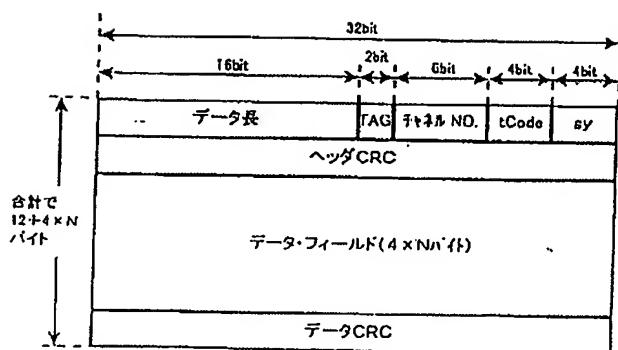 32bit
16bit 2bit 6bit 4bit 4bit
データ長 TAG チャネル NO. tCode sy
ヘッダCRC
合計で
12+4×N
バイト
データ・フィールド(4×Nバイト)
データCRC